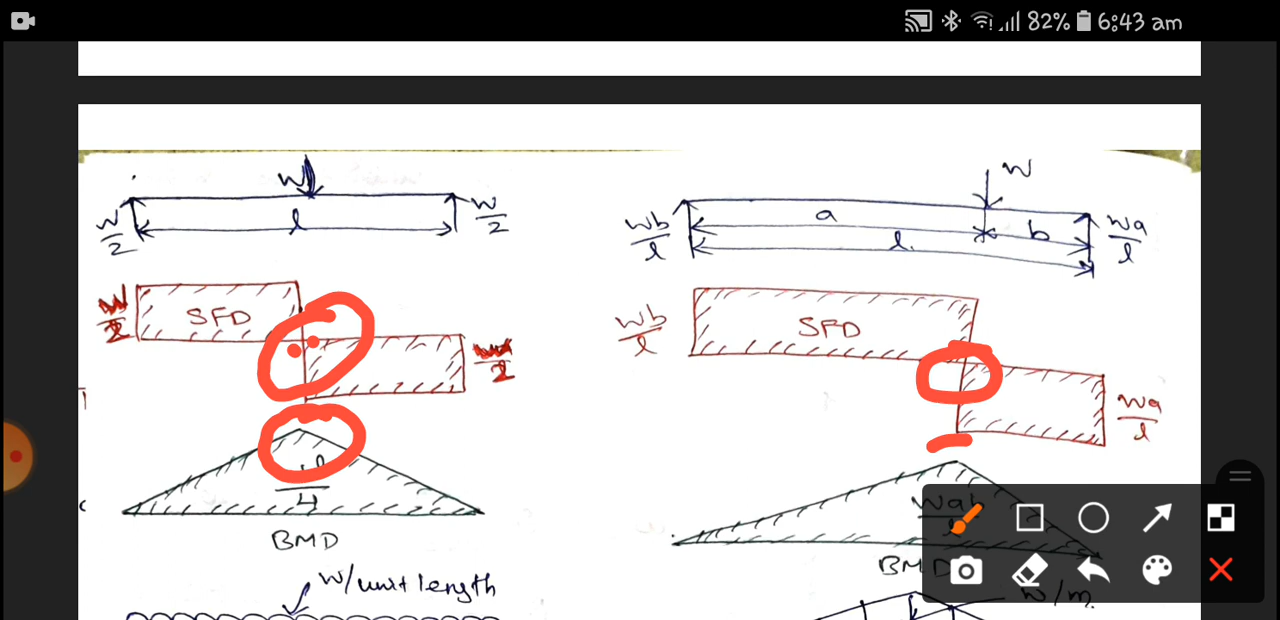 82% 6:43 am
W
W/2 l W/2
W/2 SFD W/2
4
BMD
w/unit length
W
Wb/l a b Wa/l
l
Wb/l SFD Wa/l
Wab
BMD
w/m